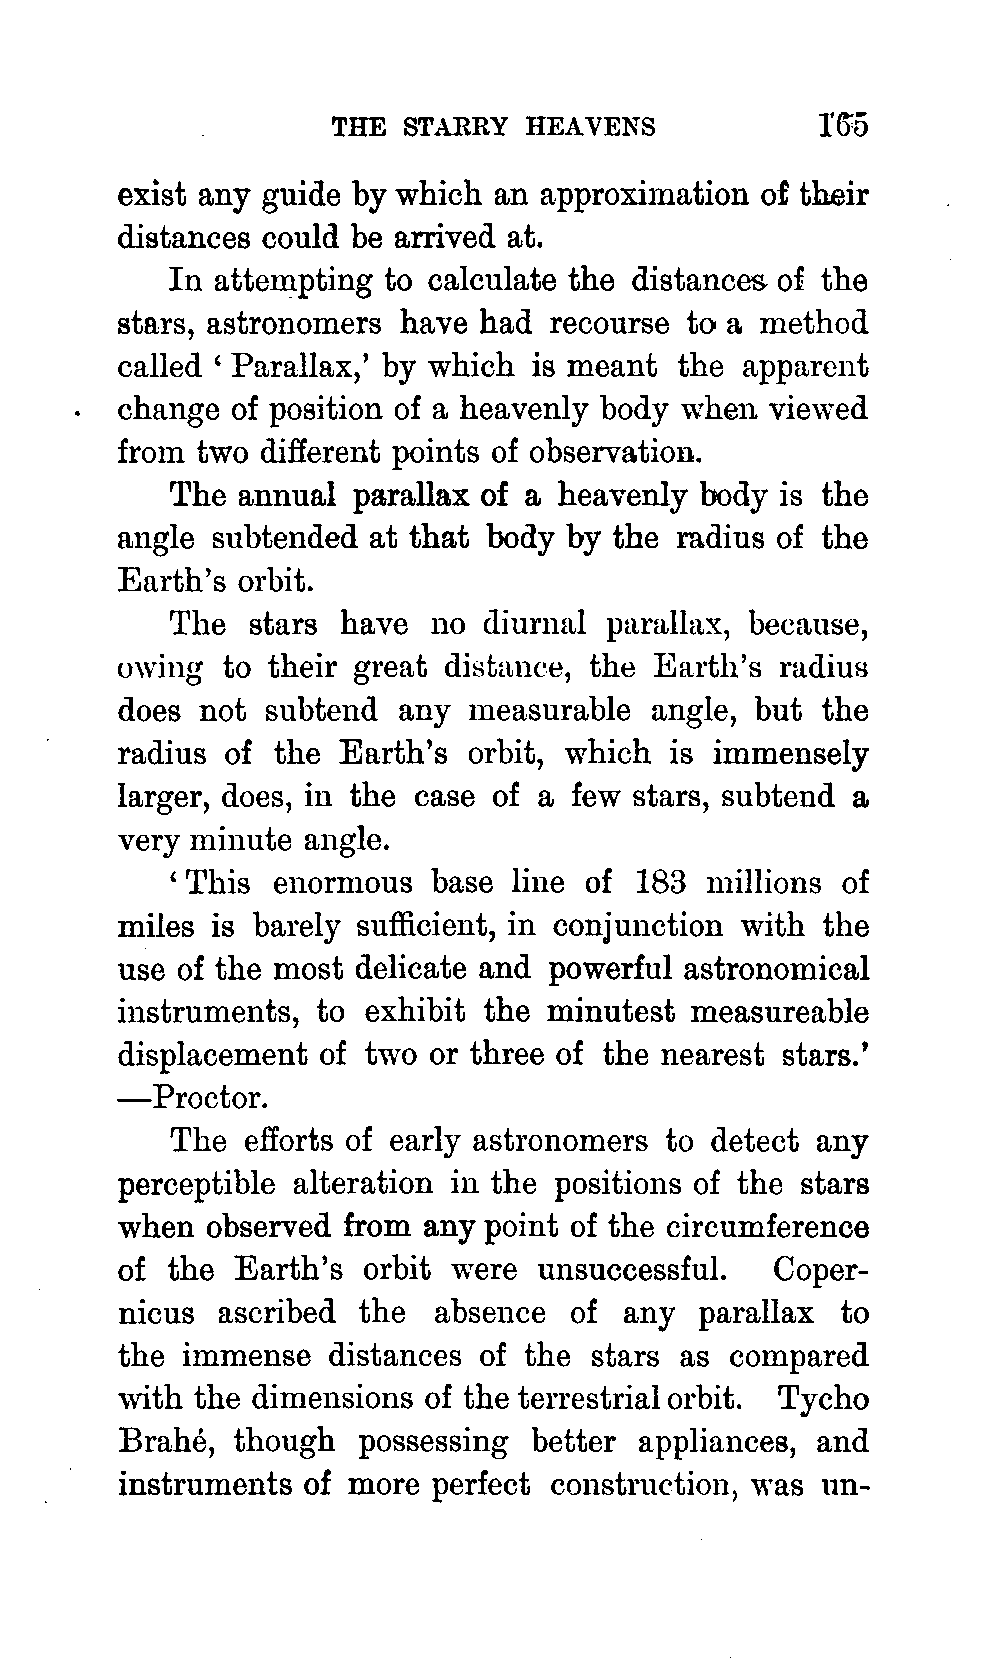 THE STARRY HEAVENS 165
exist any guide by which an approximation of their
distances could be arrived at.
In attempting to calculate the distances of the
stars, astronomers have had recourse to a method
called ‘ Parallax,’ by which is meant the apparent
change of position of a heavenly body when viewed
from two different points of observation.
The annual parallax of a heavenly body is the
angle subtended at that body by the radius of the
Earth’s orbit.
The stars have no diurnal parallax, because,
owing to their great distance, the Earth’s radius
does not subtend any measurable angle, but the
radius of the Earth’s orbit, which is immensely
larger, does, in the case of a few stars, subtend a
very minute angle.
‘ This enormous base line of 183 millions of
miles is barely sufficient, in conjunction with the
use of the most delicate and powerful astronomical
instruments, to exhibit the minutest measureable
displacement of two or three of the nearest stars.’
—Proctor.
The efforts of early astronomers to detect any
perceptible alteration in the positions of the stars
when observed from any point of the circumference
of the Earth’s orbit were unsuccessful. Coper-
nicus ascribed the absence of any parallax to
the immense distances of the stars as compared
with the dimensions of the terrestrial orbit. Tycho
Brahé, though possessing better appliances, and
instruments of more perfect construction, was un-